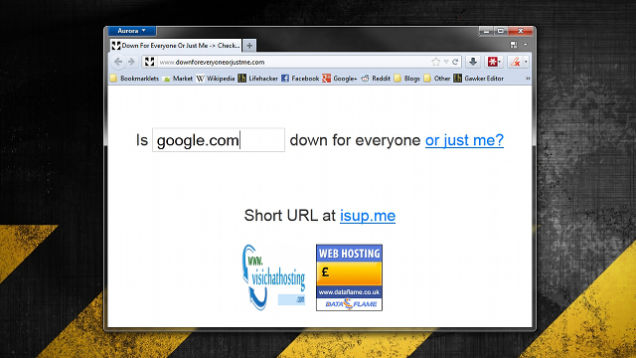 Aurora
Down For Everyone Or Just Me -> Check...
www.downforeveryoneorjustme.com
Bookmarklets Market Wikipedia Lifehacker Facebook Google+ Reddit Blogs Other Gawker Editor
Is google.com down for everyone or just me?
Short URL at isup.me
www.
visichathosting
.com
WEB HOSTING
£
www.dataflame.co.uk
DATA FLAME